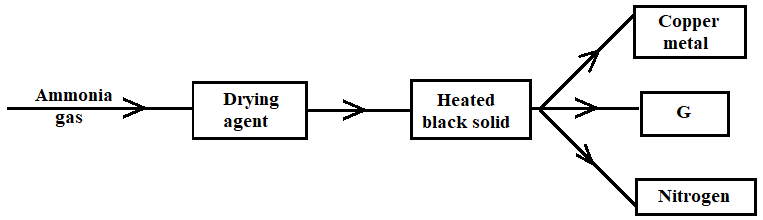 Ammonia
gas
Drying
agent
Heated
black solid
Copper
metal
G
Nitrogen